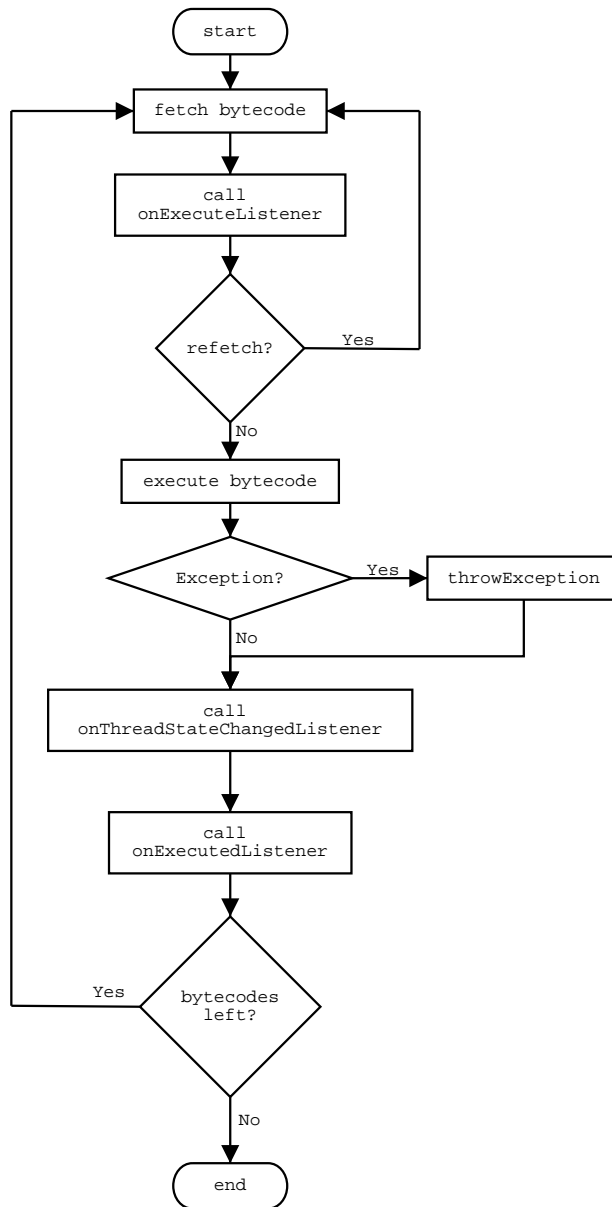 start
fetch bytecode
call
onExecuteListener
refetch?
Yes
No
execute bytecode
Exception?
Yes
throwException
No
call
onThreadStateChangedListener
call
onExecutedListener
Yes
bytecodes
left?
No
end